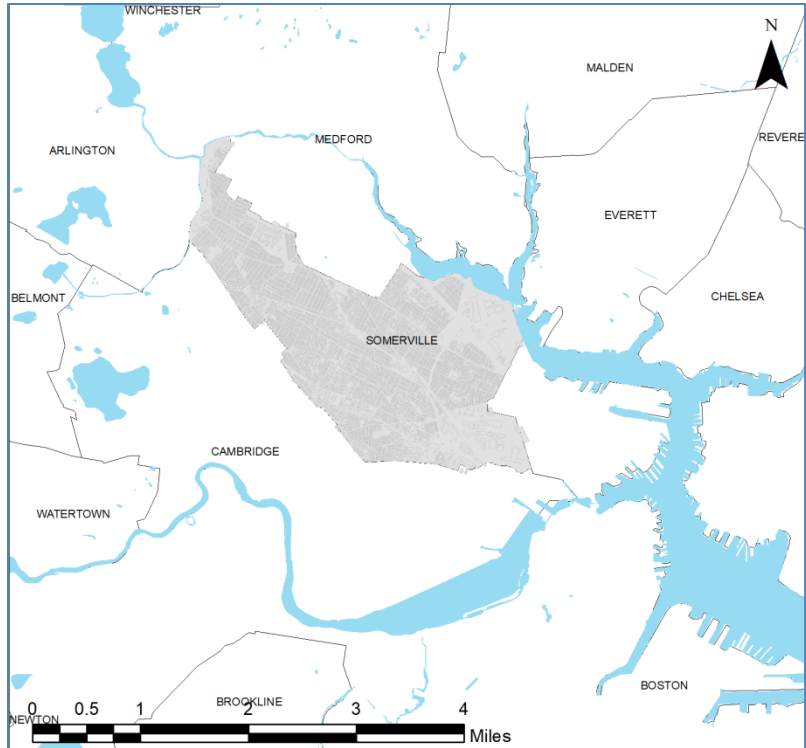 WINCHESTER
N
MALDEN
REVERE
MEDFORD
ARLINGTON
EVERETT
BELMONT
CHELSEA
SOMERVILLE
CAMBRIDGE
WATERTOWN
BOSTON
BROOKLINE
NEWTON
0 0.5 1 2 3 4
Miles